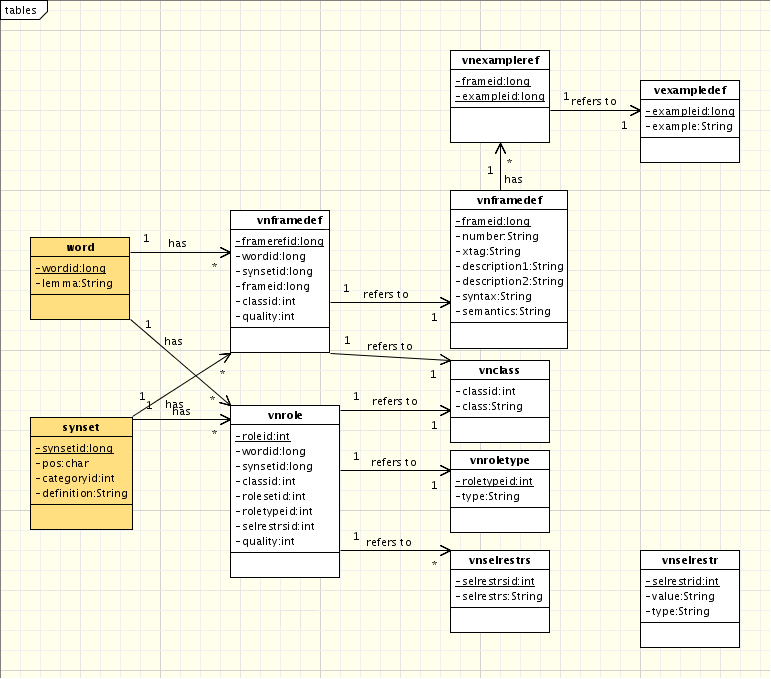 tables
vnexampleref
-frameid:long
-exampleid:long
1
refers to
1
vexampledef
-exampleid:long
-example:String
1
*
has
vnframedef
-frameid:long
-number:String
-xtag:String
-description1:String
-description2:String
-syntax:String
-semantics:String
word
-wordid:long
-lemma:String
1
has
*
vnframedef
-framerefid:long
-wordid:long
-synsetid:long
-frameid:long
-classid:int
-quality:int
1
refers to
1
1
refers to
1
1
has
*
vnclass
-classid:int
-class:String
synset
-synsetid:long
-pos:char
-categoryid:int
-definition:String
1
has
*
1
has
*
vnrole
-roleid:int
-wordid:long
-synsetid:long
-classid:int
-rolesetid:int
-roletypeid:int
-selrestrsid:int
-quality:int
1
refers to
1
1
refers to
1
vnroletype
-roletypeid:int
-type:String
1
refers to
*
vnselrestrs
-selrestrsid:int
-selrestrs:String
vnselrestr
-selrestrid:int
-value:String
-type:String